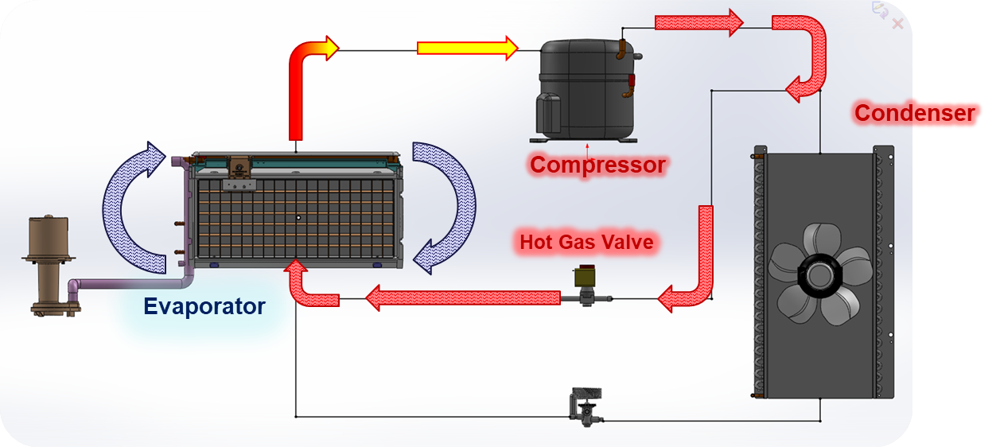 Condenser
Compressor
Hot Gas Valve
Evaporator